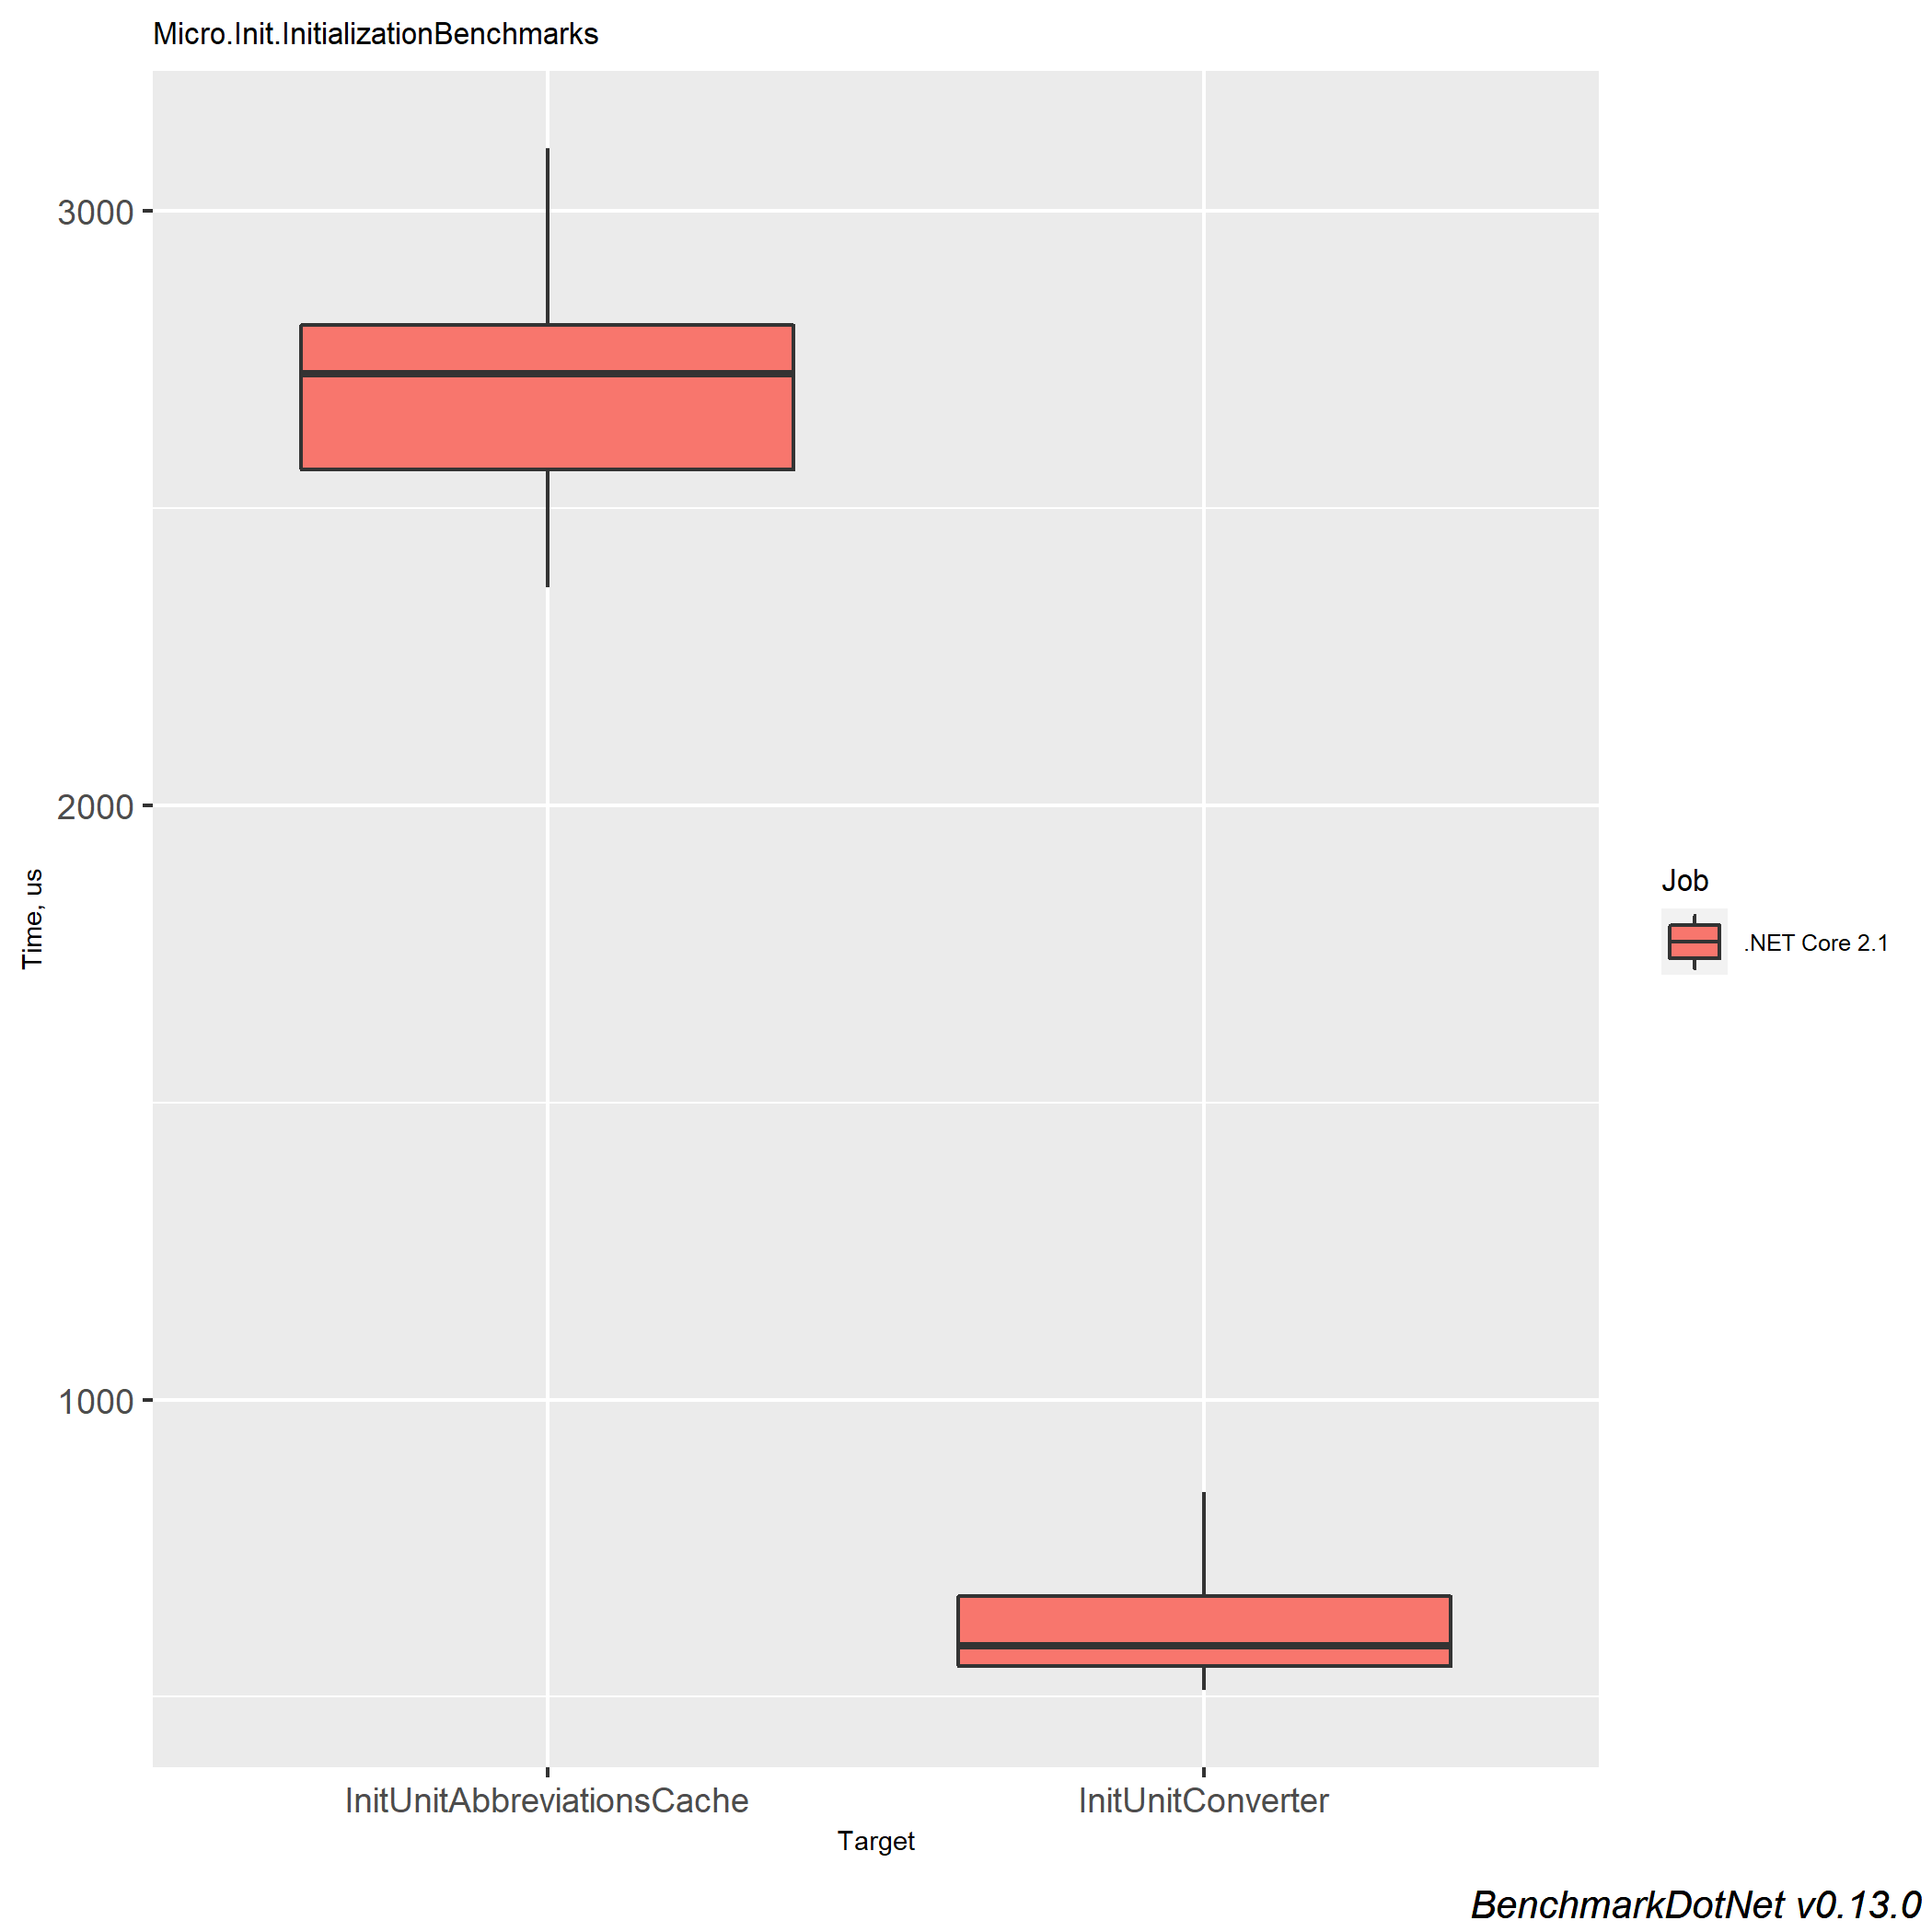 Micro.Init.InitializationBenchmarks
3000
2000
1000
Time, us
InitUnitAbbreviationsCache
InitUnitConverter
Target
Job
.NET Core 2.1
BenchmarkDotNet v0.13.0